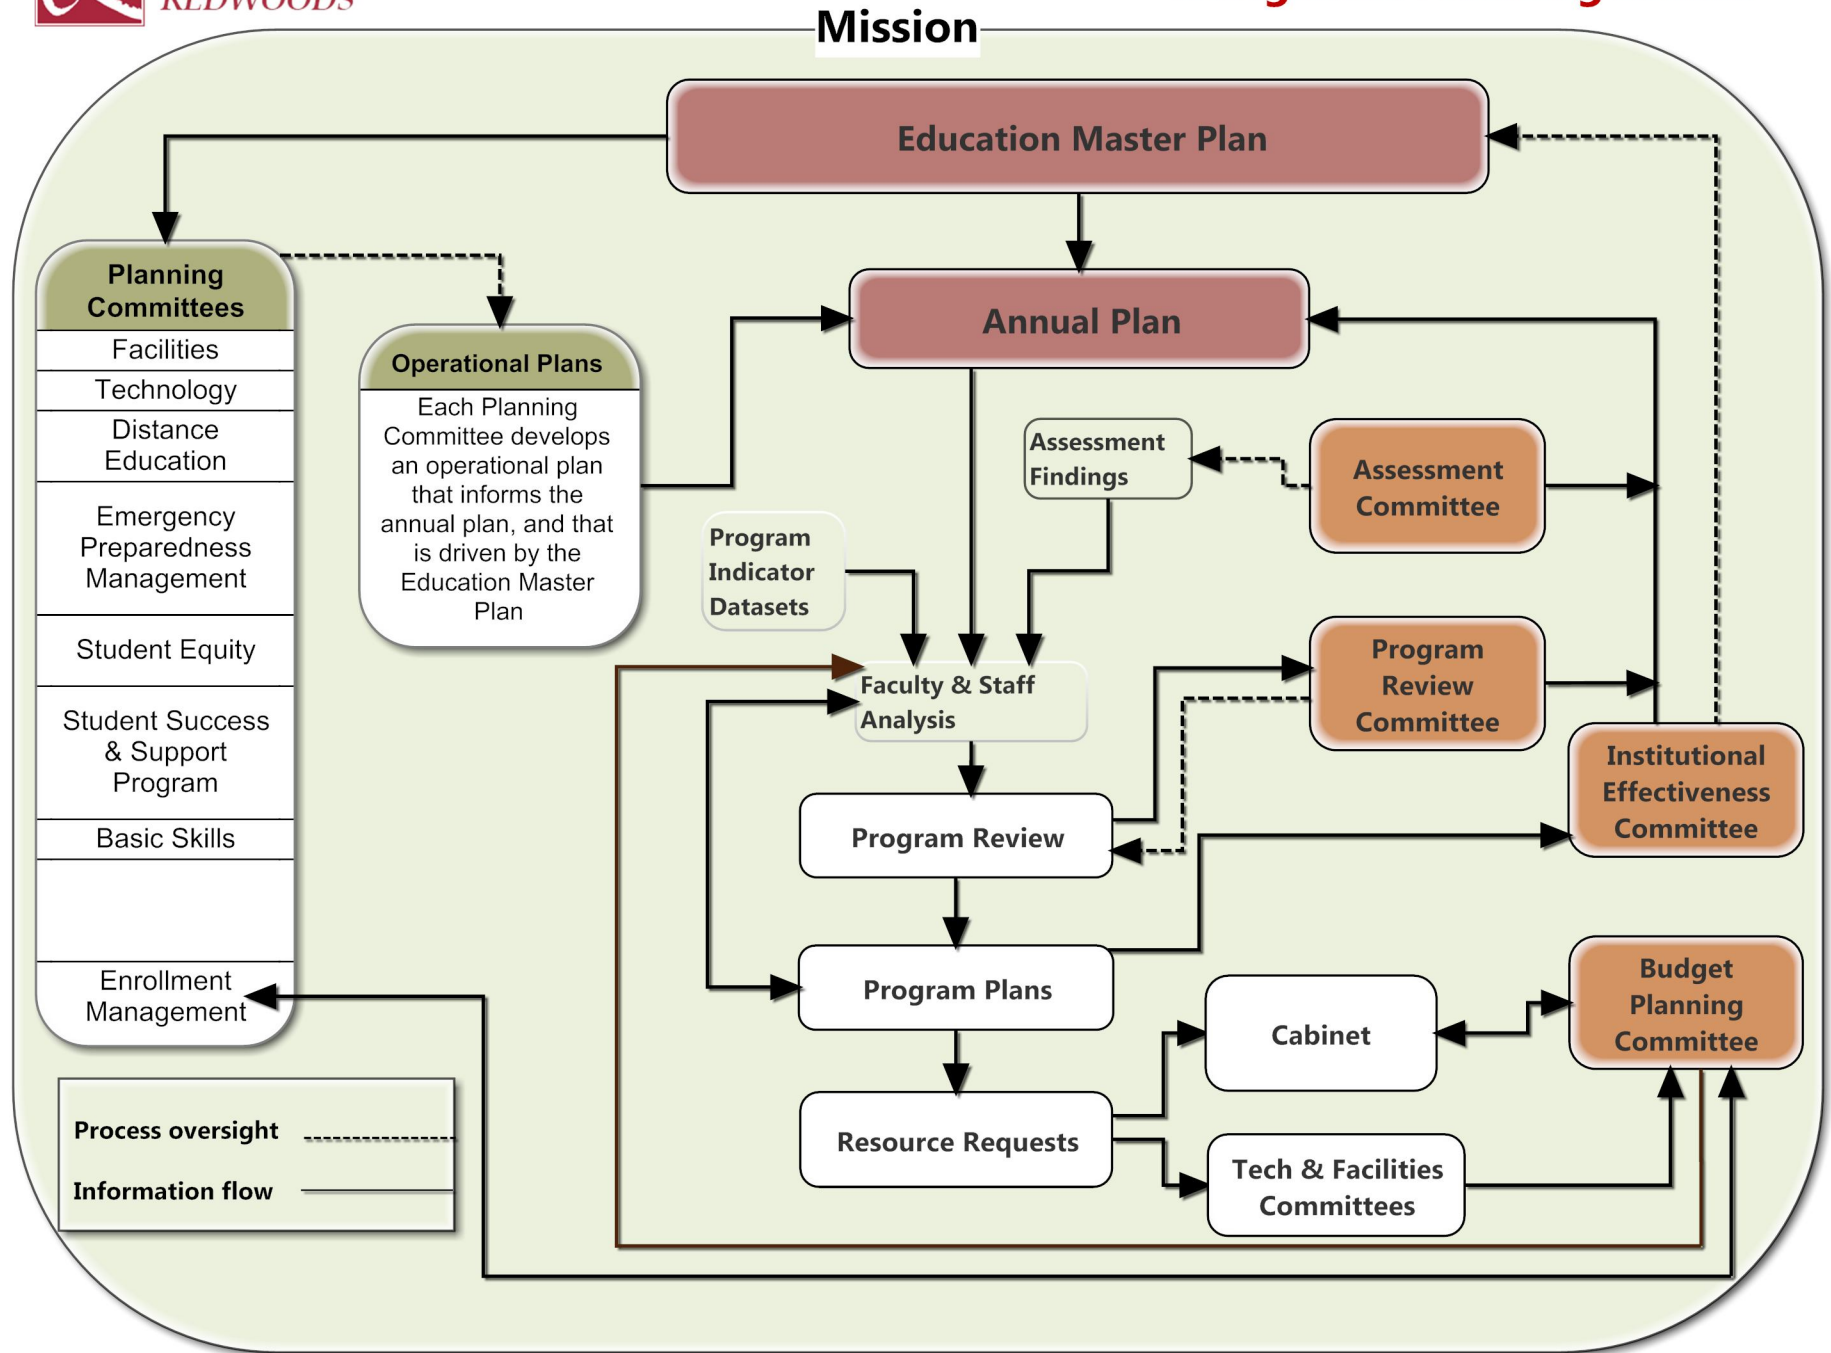 REDWOODS
Mission
Education Master Plan
Planning
Committees
Facilities
Technology
Distance
Education
Emergency
Preparedness
Management
Student Equity
Student Success
& Support
Program
Basic Skills
Enrollment
Management
Operational Plans
Each Planning
Committee develops
an operational plan
that informs the
annual plan, and that
is driven by the
Education Master
Plan
Annual Plan
Assessment
Findings
Assessment
Committee
Program
Indicator
Datasets
Faculty & Staff
Analysis
Program
Review
Committee
Institutional
Effectiveness
Committee
Program Review
Program Plans
Cabinet
Budget
Planning
Committee
Resource Requests
Tech & Facilities
Committees
Process oversight
Information flow